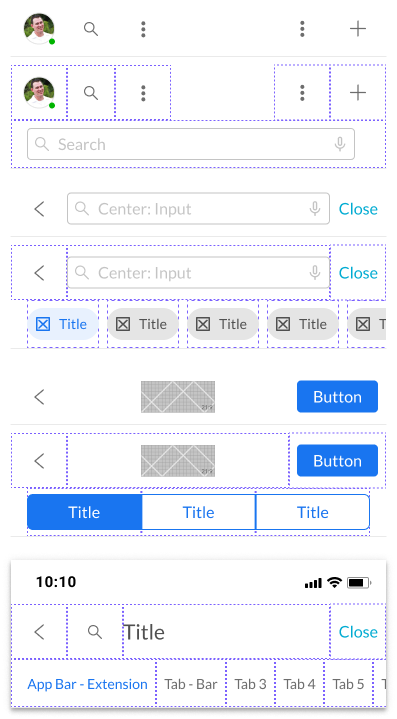 Search
Center: Input Close
Center: Input Close
Title Title Title Title T
Button
Button
Title Title Title
10:10
Title Close
App Bar - Extension Tab - Bar Tab 3 Tab 4 Tab 5